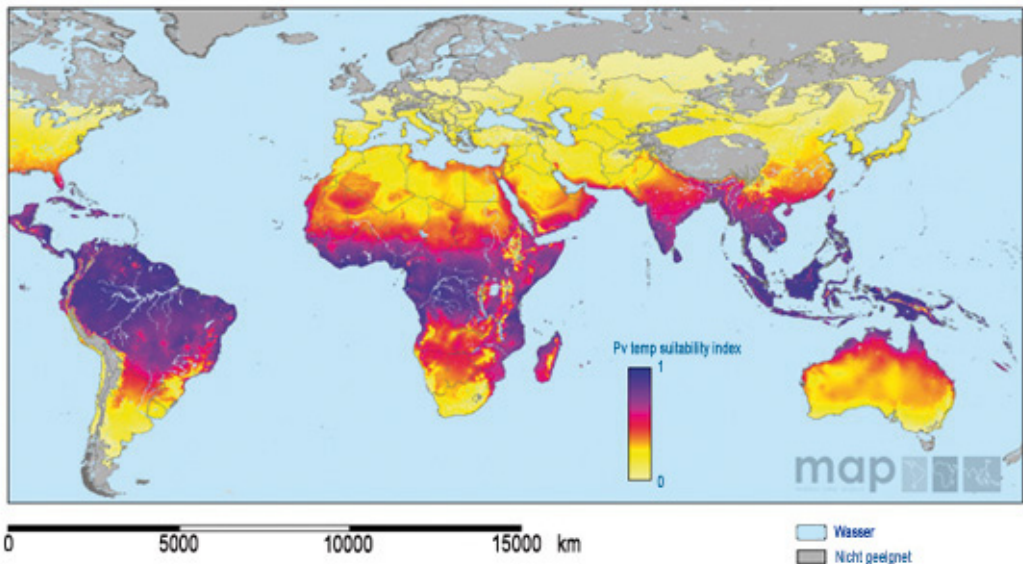 Pv temp suitability index
1
0
map
0 5000 10000 15000 km
Wasser
Nicht geeignet